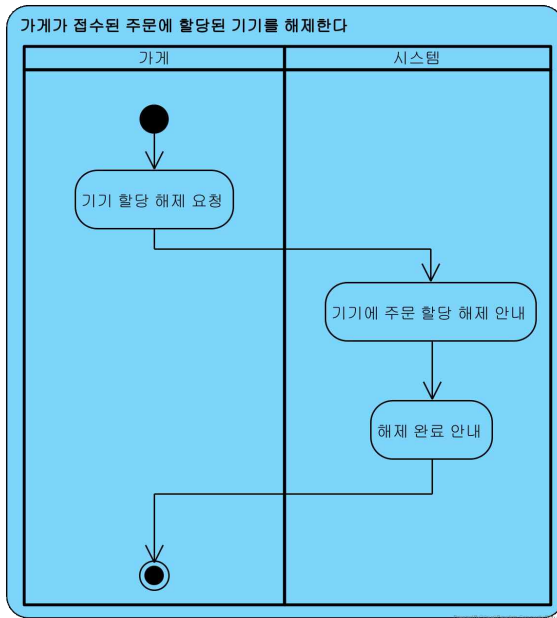 가게가 접수된 주문에 할당된 기기를 해제한다
가게
시스템
기기 할당 해제 요청
기기에 주문 할당 해제 안내
해제 완료 안내